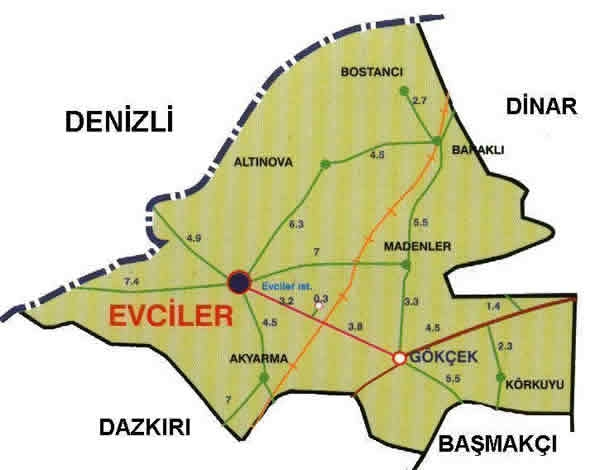 BOSTANCI
2.7
DİNAR
DENİZLİ
BARAKLI
4.5
ALTINOVA
6.3
5.5
4.9
MADENLER
7
7.4
Evciler ist.
3.2
0.3
3.3
1.4
EVCİLER
4.5
3.8
4.5
2.3
AKYARMA
GÖKÇEK
5.5
KÖRKUYU
7
DAZKIRI
BAŞMAKÇI